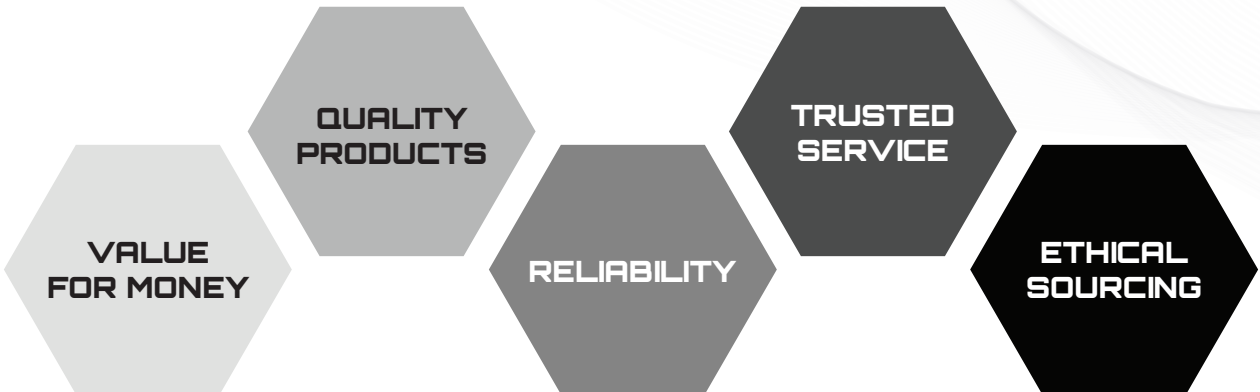 VALUE
FOR MONEY
QUALITY
PRODUCTS
RELIABILITY
TRUSTED
SERVICE
ETHICAL
SOURCING